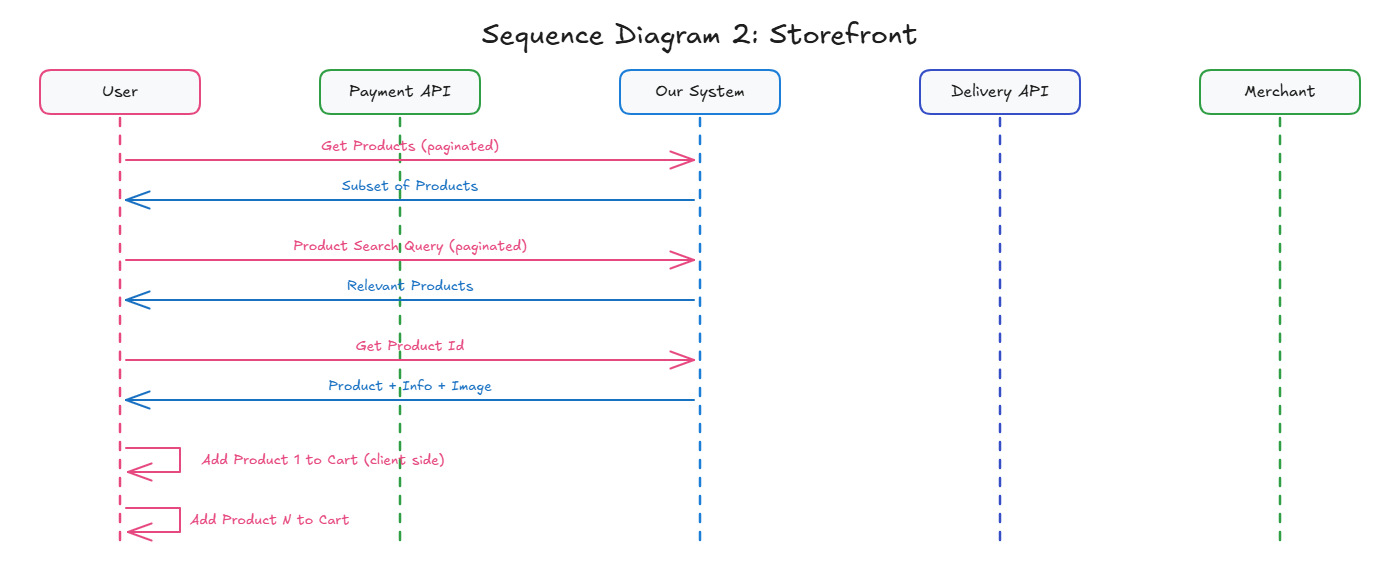 Sequence Diagram 2: Storefront
User
Payment API
Our System
Delivery API
Merchant
Get Products (paginated)
Subset of Products
Product Search Query (paginated)
Relevant Products
Get Product Id
Product + Info + Image
Add Product 1 to Cart (client side)
Add Product N to Cart